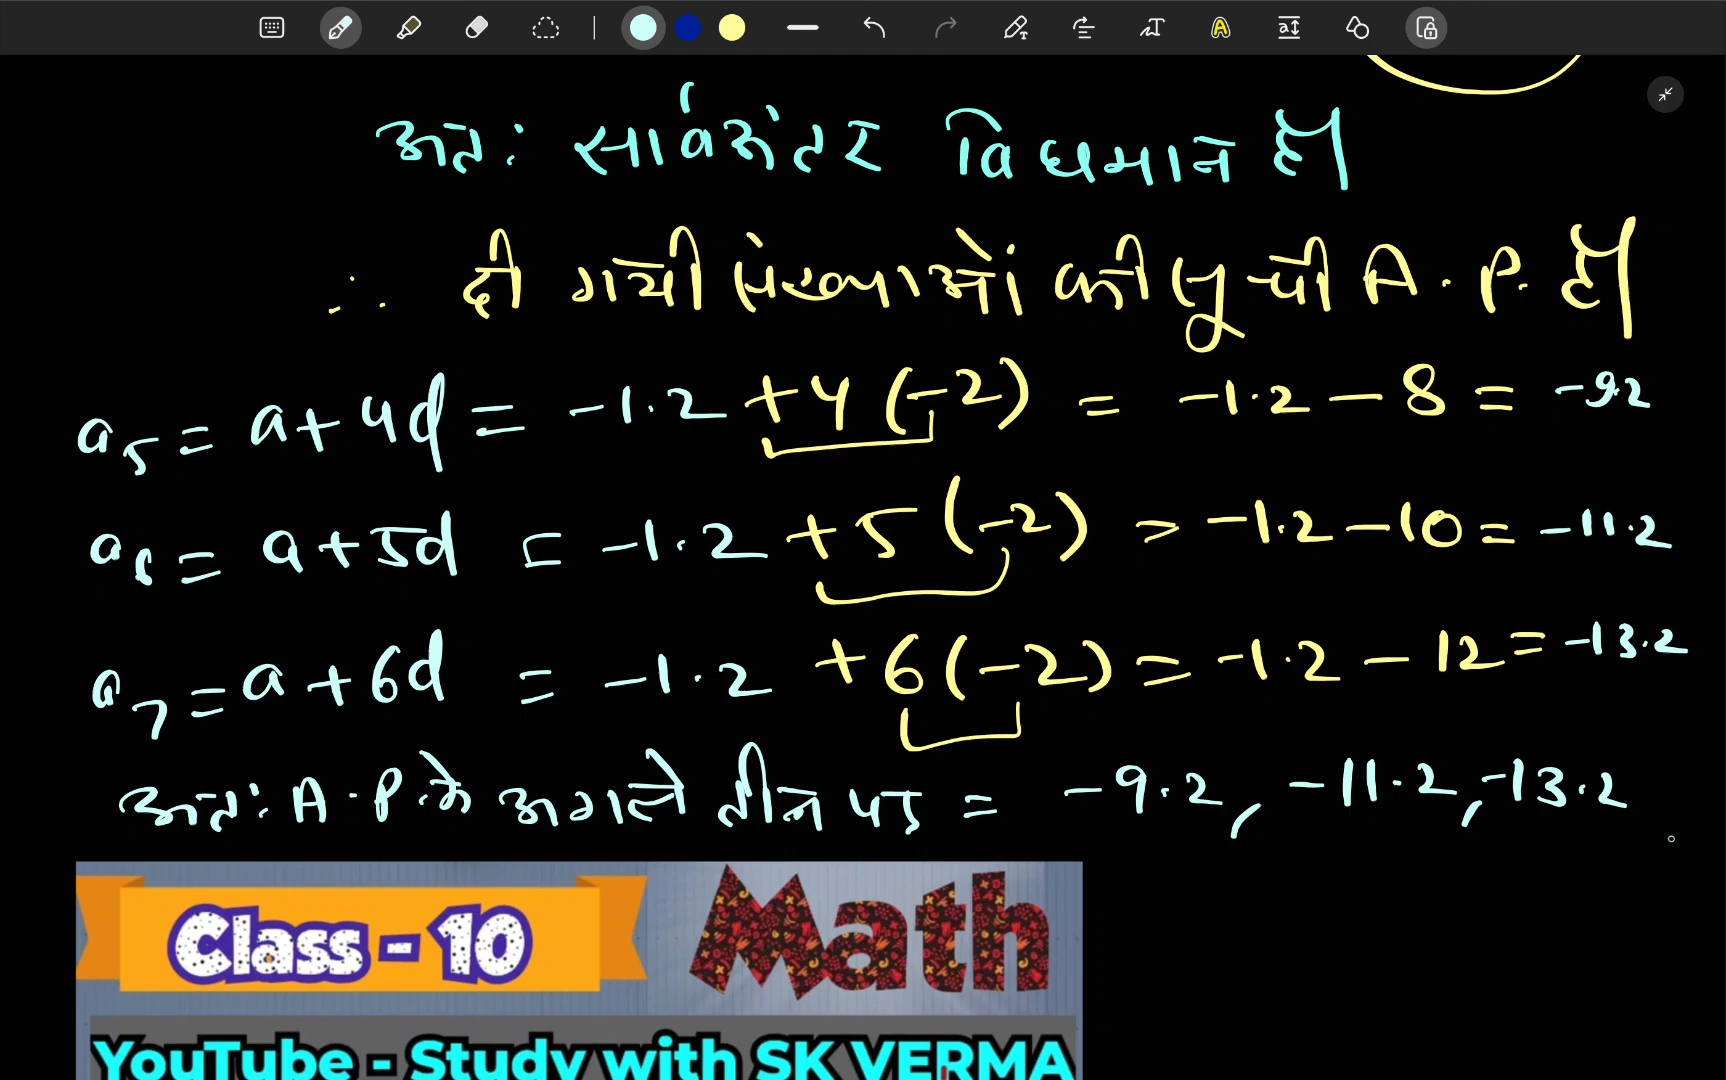 अतः सार्वअंतर विधमान है।
∴ दी गयी संख्याओं की सूची A.P. है।
a₅ = a+4d = -1.2 +4(-2) = -1.2-8 = -9.2
a₆ = a+5d = -1.2 +5(-2) = -1.2-10 = -11.2
a₇ = a+6d = -1.2 +6(-2) = -1.2-12 = -13.2
अतः A.P. के अगले तीन पद = -9.2, -11.2, -13.2
Class - 10 Math
YouTube - Study with SK VERMA